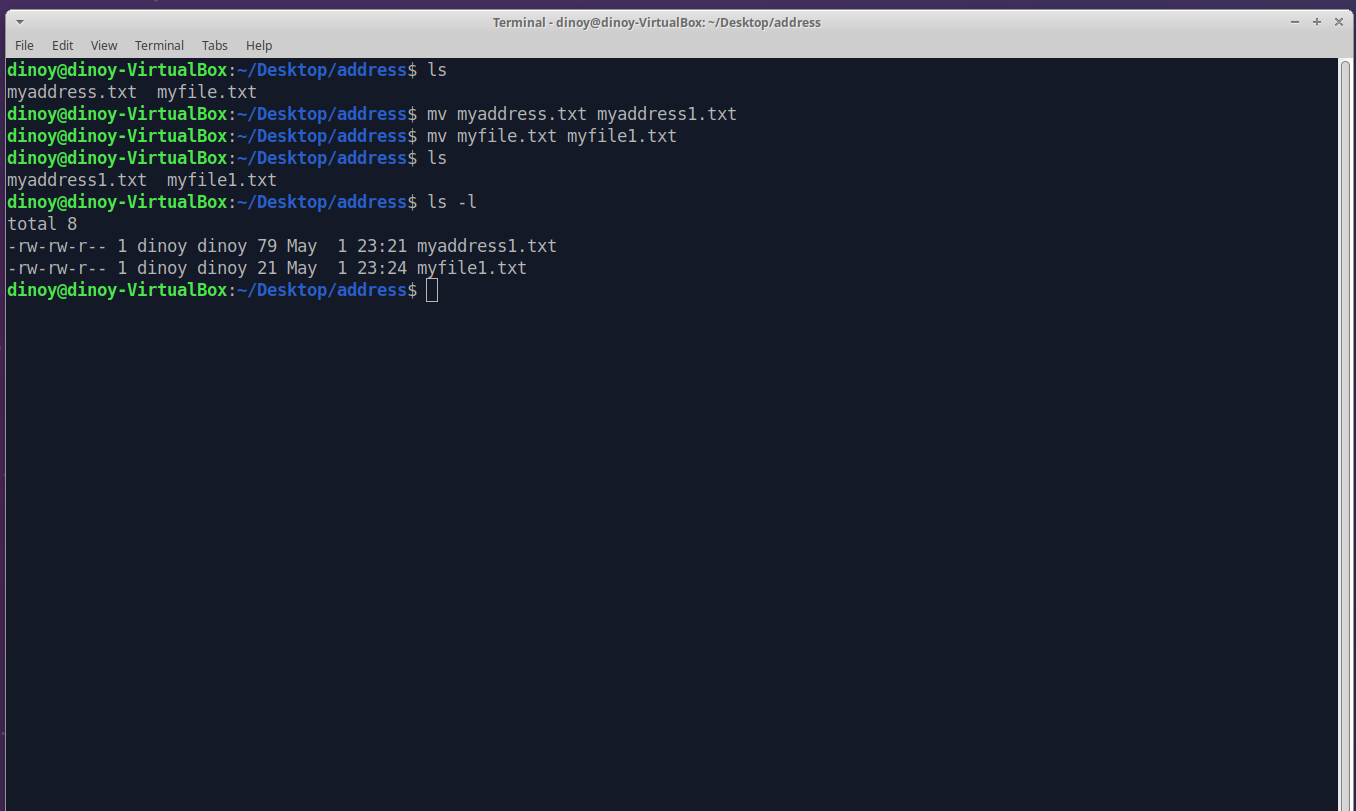 Terminal - dinoy@dinoy-VirtualBox: ~/Desktop/address
File Edit View Terminal Tabs Help
dinoy@dinoy-VirtualBox:~/Desktop/address$ ls
myaddress.txt  myfile.txt
dinoy@dinoy-VirtualBox:~/Desktop/address$ mv myaddress.txt myaddress1.txt
dinoy@dinoy-VirtualBox:~/Desktop/address$ mv myfile.txt myfile1.txt
dinoy@dinoy-VirtualBox:~/Desktop/address$ ls
myaddress1.txt  myfile1.txt
dinoy@dinoy-VirtualBox:~/Desktop/address$ ls -l
total 8
-rw-rw-r-- 1 dinoy dinoy 79 May  1 23:21 myaddress1.txt
-rw-rw-r-- 1 dinoy dinoy 21 May  1 23:24 myfile1.txt
dinoy@dinoy-VirtualBox:~/Desktop/address$